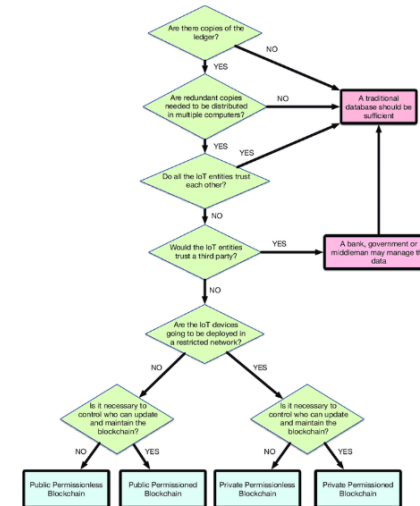 Are there copies of the
ledger?
NO
YES
Are redundant copies
needed to be distributed
in multiple computers?
NO
A traditional
database should be
sufficient
YES
YES
Do all the IoT entities trust
each other?
NO
Would the IoT entities
trust a third party?
YES
A bank, government or
middleman may manage th
data
NO
Are the IoT devices
going to be deployed in
a restricted network?
NO
YES
Is it necessary to
control who can update
and maintain the
blockchain?
Is it necessary to
control who can update
and maintain the
blockchain?
NO
YES
NO
YES
Public Permissionless
Blockchain
Public Permissioned
Blockchain
Private Permissionless
Blockchain
Private Permissioned
Blockchain